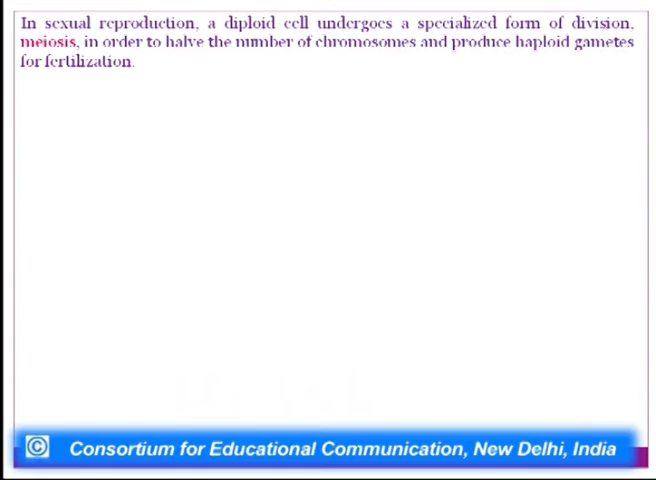 In sexual reproduction, a diploid cell undergoes a specialized form of division,
meiosis, in order to halve the number of chromosomes and produce haploid gametes
for fertilization.
© Consortium for Educational Communication, New Delhi, India